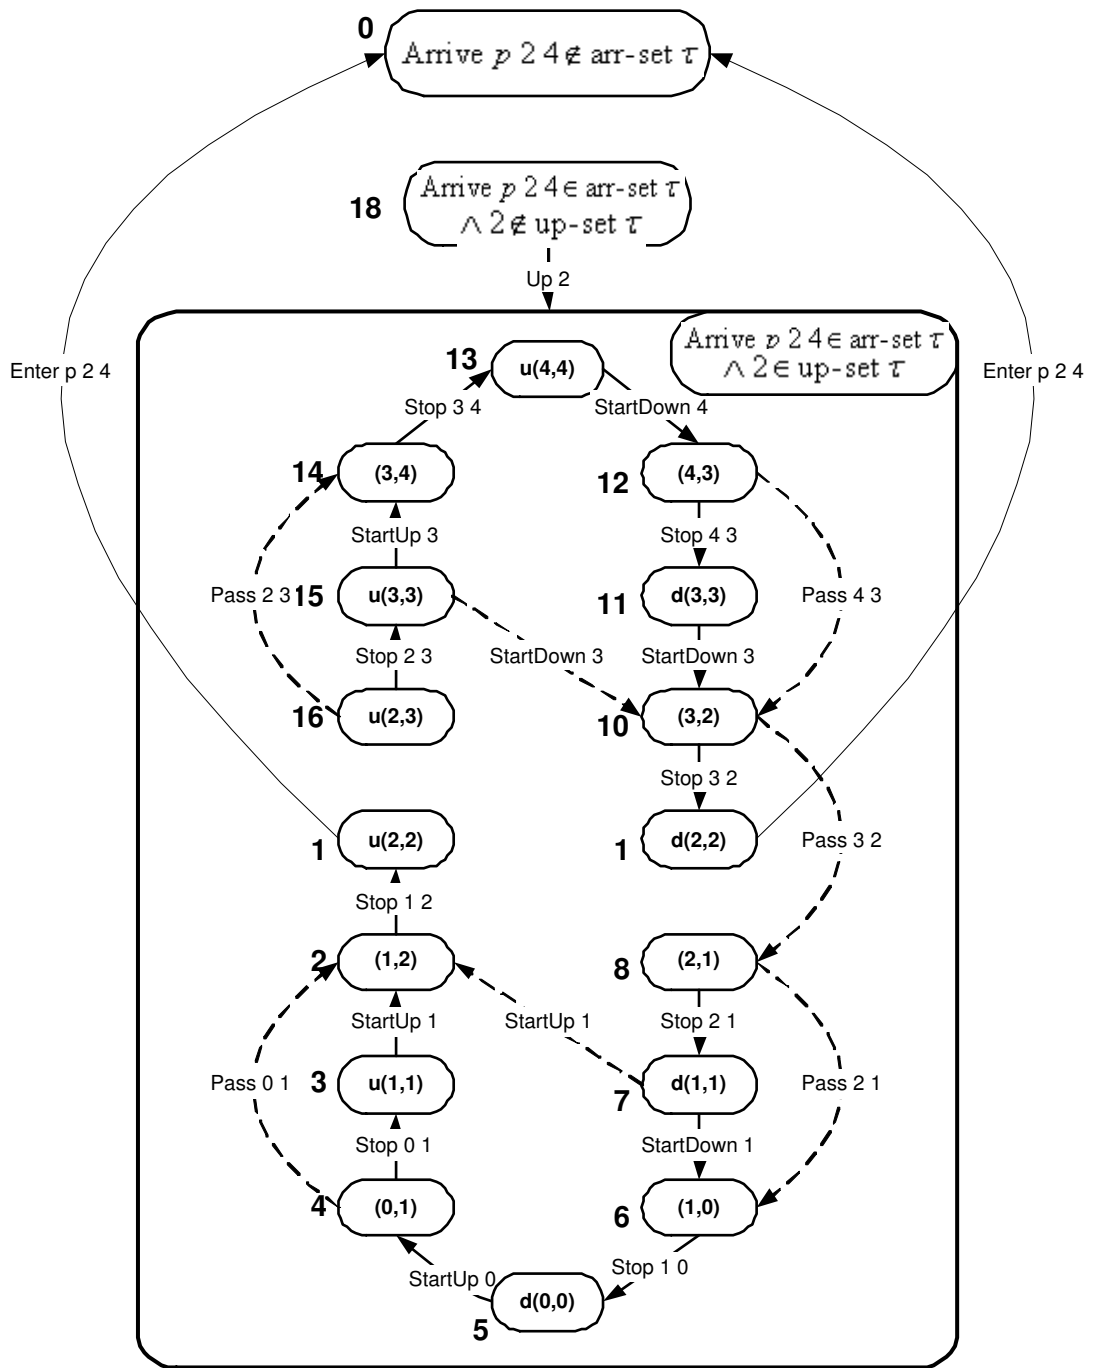 0
Arrive p 2 4 ∉ arr-set τ
18
Arrive p 2 4 ∈ arr-set τ
∧ 2 ∉ up-set τ
Up 2
Arrive p 2 4 ∈ arr-set τ
∧ 2 ∈ up-set τ
Enter p 2 4
Enter p 2 4
13
u(4,4)
Stop 3 4
StartDown 4
14
(3,4)
12
(4,3)
StartUp 3
Stop 4 3
Pass 2 3
15
u(3,3)
11
d(3,3)
Pass 4 3
Stop 2 3
StartDown 3
StartDown 3
16
u(2,3)
10
(3,2)
Stop 3 2
1
u(2,2)
1
d(2,2)
Pass 3 2
Stop 1 2
2
(1,2)
8
(2,1)
StartUp 1
StartUp 1
Stop 2 1
Pass 0 1
3
u(1,1)
7
d(1,1)
Pass 2 1
Stop 0 1
StartDown 1
4
(0,1)
6
(1,0)
StartUp 0
Stop 1 0
5
d(0,0)